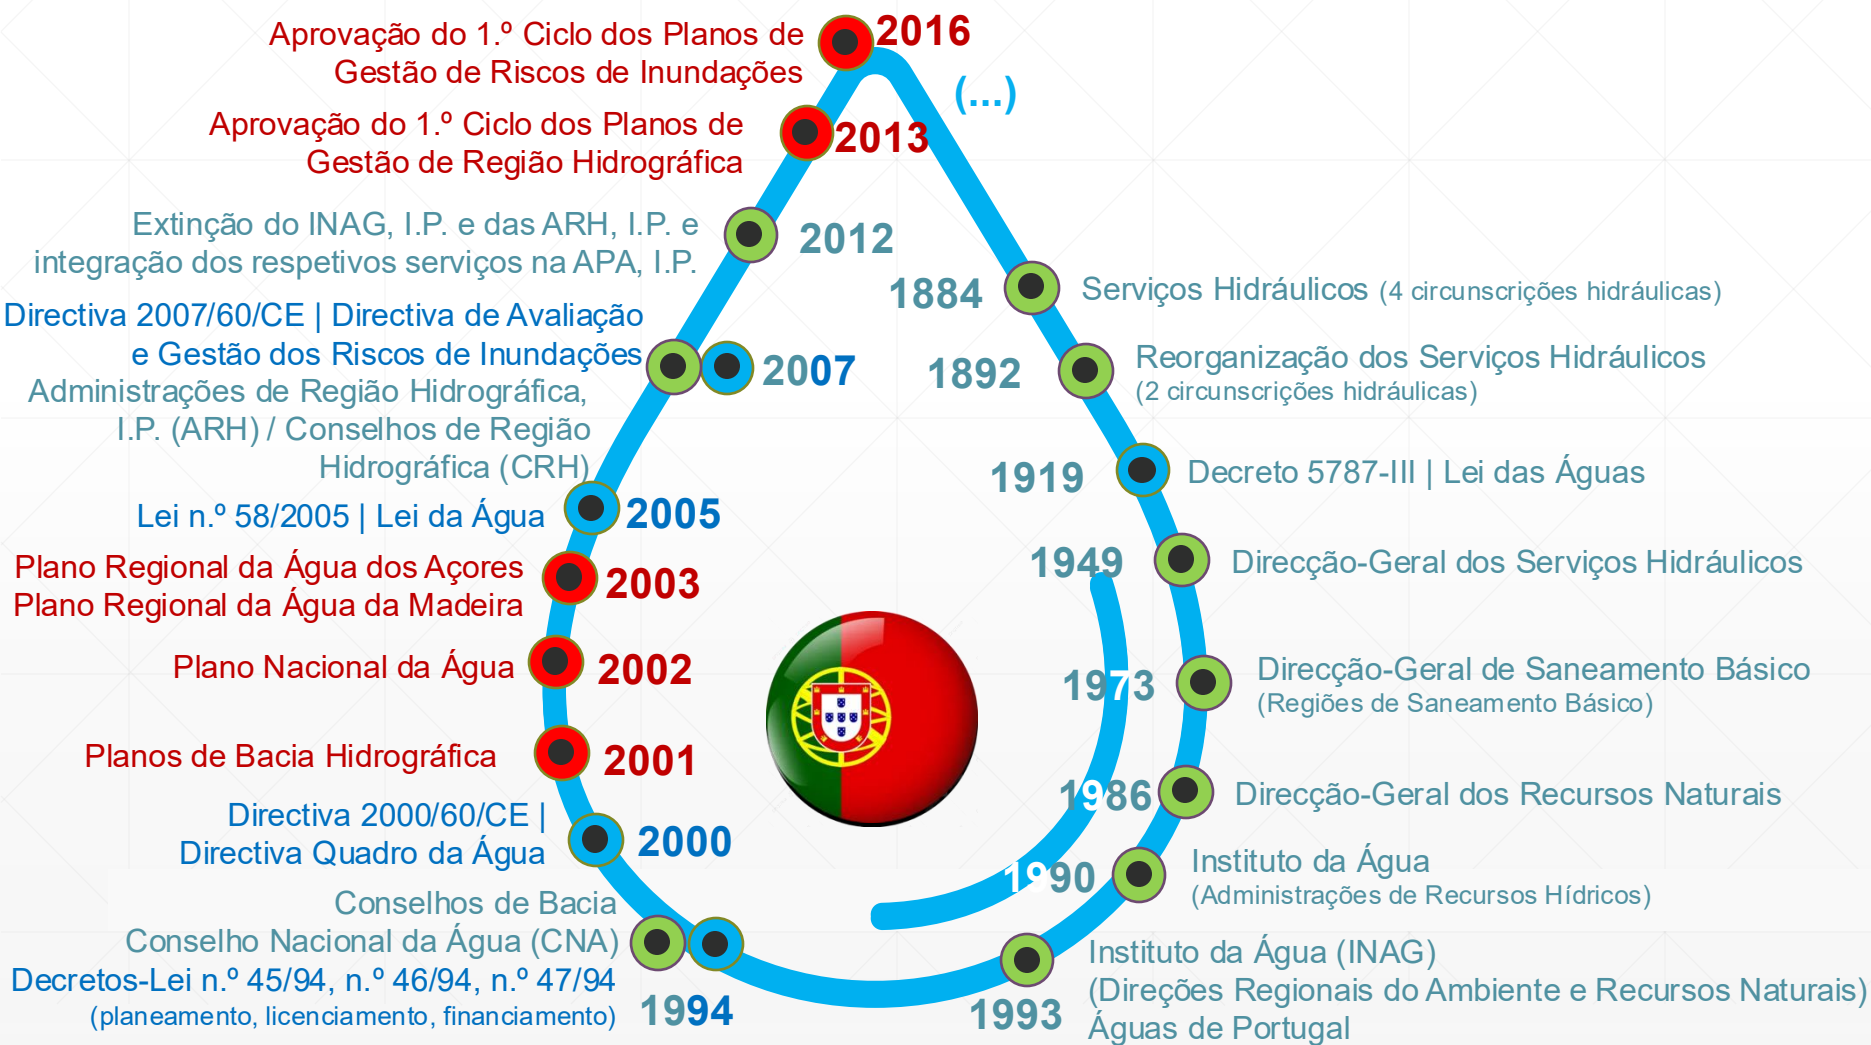 Aprovação do 1.º Ciclo dos Planos de
Gestão de Riscos de Inundações
2016
(...)
Aprovação do 1.º Ciclo dos Planos de
Gestão de Região Hidrográfica
2013
Extinção do INAG, I.P. e das ARH, I.P. e
integração dos respetivos serviços na APA, I.P.
2012
Directiva 2007/60/CE | Directiva de Avaliação
e Gestão dos Riscos de Inundações
Administrações de Região Hidrográfica,
I.P. (ARH) / Conselhos de Região
Hidrográfica (CRH)
2007
Lei n.º 58/2005 | Lei da Água
2005
Plano Regional da Água dos Açores
Plano Regional da Água da Madeira
2003
Plano Nacional da Água
2002
Planos de Bacia Hidrográfica
2001
Directiva 2000/60/CE |
Directiva Quadro da Água
2000
Conselhos de Bacia
Conselho Nacional da Água (CNA)
Decretos-Lei n.º 45/94, n.º 46/94, n.º 47/94
(planeamento, licenciamento, financiamento)
1994
1884
Serviços Hidráulicos (4 circunscrições hidráulicas)
1892
Reorganização dos Serviços Hidráulicos
(2 circunscrições hidráulicas)
1919
Decreto 5787-III | Lei das Águas
1949
Direcção-Geral dos Serviços Hidráulicos
1973
Direcção-Geral de Saneamento Básico
(Regiões de Saneamento Básico)
1986
Direcção-Geral dos Recursos Naturais
1990
Instituto da Água
(Administrações de Recursos Hídricos)
1993
Instituto da Água (INAG)
(Direções Regionais do Ambiente e Recursos Naturais)
Águas de Portugal